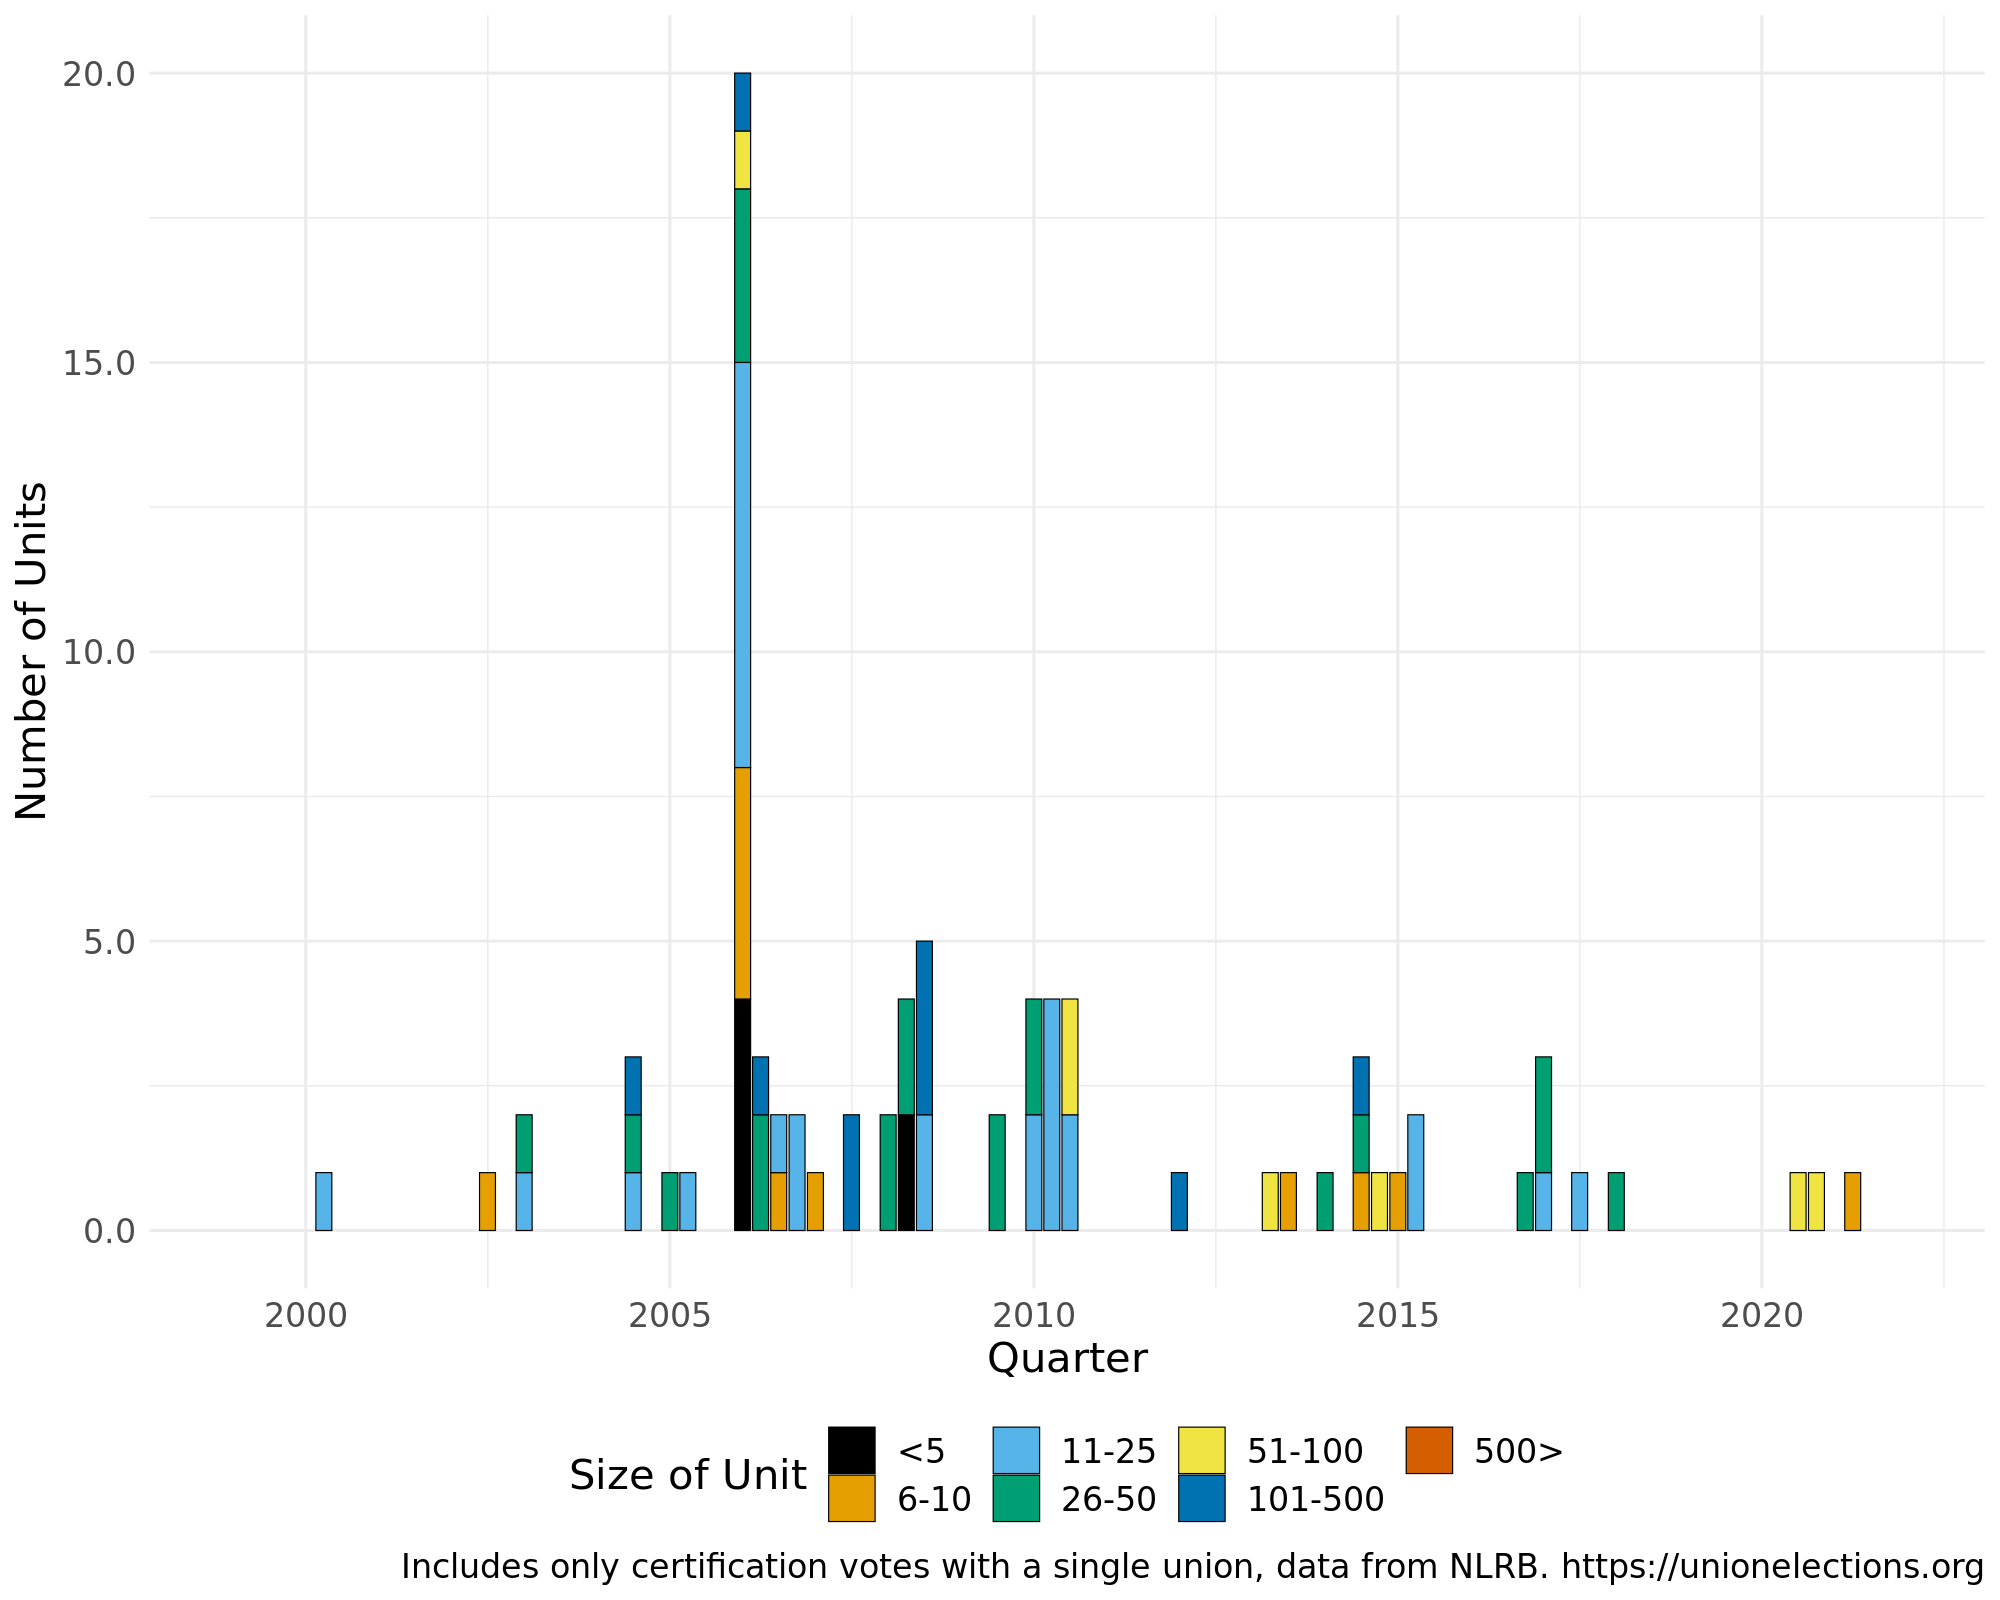 20.0
15.0
10.0
5.0
0.0
Number of Units
2000 2005 2010 2015 2020
Quarter
Size of Unit
<5 11-25 51-100 500>
6-10 26-50 101-500
Includes only certification votes with a single union, data from NLRB. https://unionelections.org